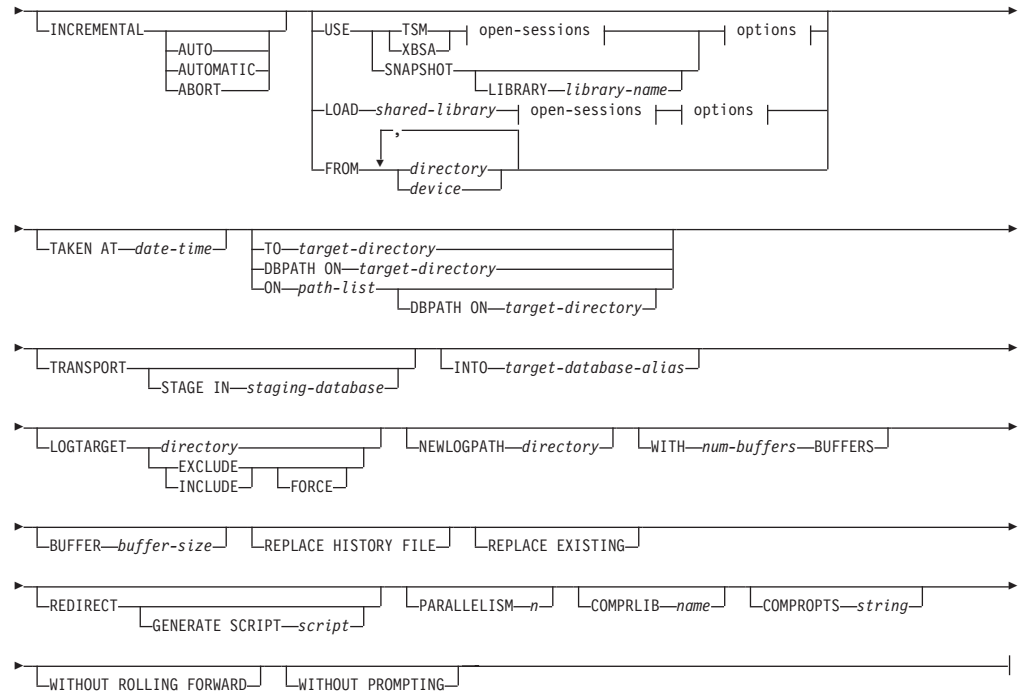 INCREMENTAL
AUTO
AUTOMATIC
ABORT
USE TSM open-sessions options
XBSA
SNAPSHOT
LIBRARY library-name
LOAD shared-library open-sessions options
,
FROM directory
device
TAKEN AT date-time
TO target-directory
DBPATH ON target-directory
ON path-list
DBPATH ON target-directory
TRANSPORT
STAGE IN staging-database
INTO target-database-alias
LOGTARGET directory
EXCLUDE
INCLUDE FORCE
NEWLOGPATH directory
WITH num-buffers BUFFERS
BUFFER buffer-size
REPLACE HISTORY FILE
REPLACE EXISTING
REDIRECT
GENERATE SCRIPT script
PARALLELISM n
COMPRLIB name
COMPROPTS string
WITHOUT ROLLING FORWARD
WITHOUT PROMPTING